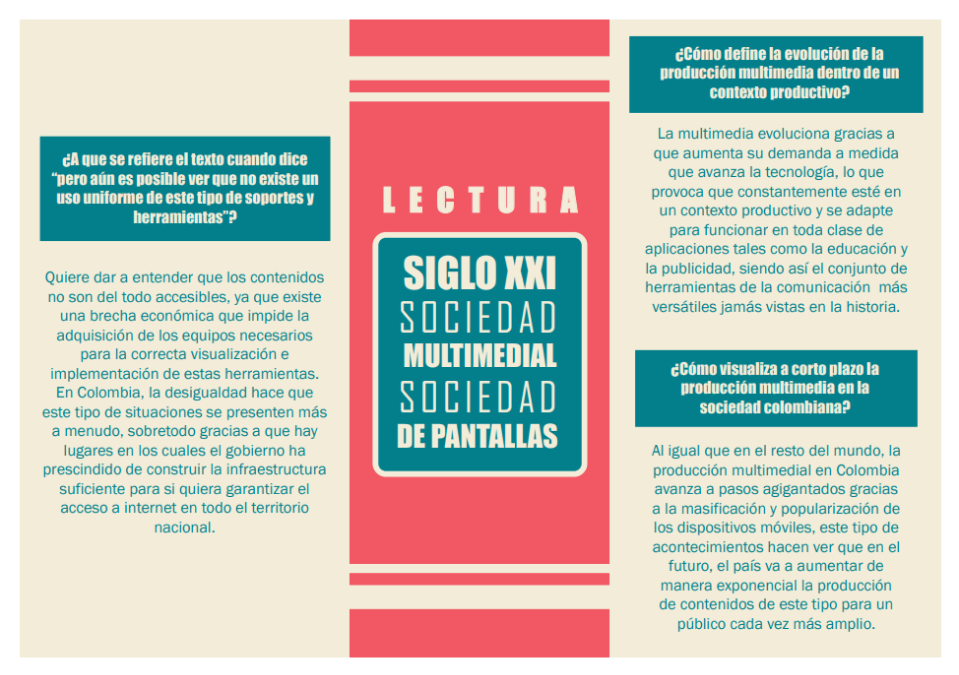 ¿A que se refiere el texto cuando dice
“pero aún es posible ver que no existe un
uso uniforme de este tipo de soportes y
herramientas”?
Quiere dar a entender que los contenidos
no son del todo accesibles, ya que existe
una brecha económica que impide la
adquisición de los equipos necesarios
para la correcta visualización e
implementación de estas herramientas.
En Colombia, la desigualdad hace que
este tipo de situaciones se presenten más
a menudo, sobretodo gracias a que hay
lugares en los cuales el gobierno ha
prescindido de construir la infraestructura
suficiente para si quiera garantizar el
acceso a internet en todo el territorio
nacional.
LECTURA
SIGLO XXI
SOCIEDAD
MULTIMEDIAL
SOCIEDAD
DE PANTALLAS
¿Cómo define la evolución de la
producción multimedia dentro de un
contexto productivo?
La multimedia evoluciona gracias a
que aumenta su demanda a medida
que avanza la tecnología, lo que
provoca que constantemente esté en
un contexto productivo y se adapte
para funcionar en toda clase de
aplicaciones tales como la educación y
la publicidad, siendo así el conjunto de
herramientas de la comunicación más
versátiles jamás vistas en la historia.
¿Cómo visualiza a corto plazo la
producción multimedia en la
sociedad colombiana?
Al igual que en el resto del mundo, la
producción multimedial en Colombia
avanza a pasos agigantados gracias
a la masificación y popularización de
los dispositivos móviles, este tipo de
acontecimientos hacen ver que en el
futuro, el país va a aumentar de
manera exponencial la producción
de contenidos de este tipo para un
público cada vez más amplio.